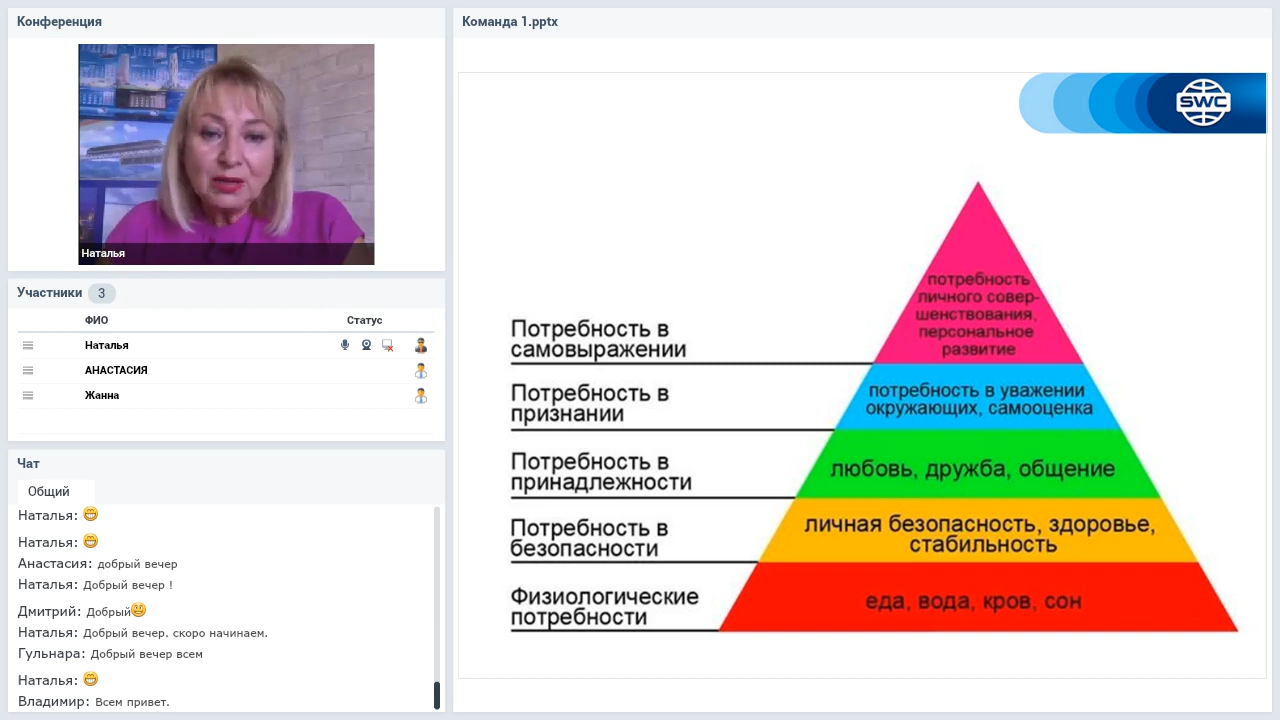 Конференция
Наталья
Участники 3
ФИО Статус
Наталья
АНАСТАСИЯ
Жанна
Чат
Общий
Наталья:
Наталья:
Анастасия: добрый вечер
Наталья: Добрый вечер !
Дмитрий: Добрый
Наталья: Добрый вечер. скоро начинаем.
Гульнара: Добрый вечер всем
Наталья:
Владимир: Всем привет.
Команда 1.pptx
SWC
Потребность в
самовыражении
потребность
личного совер-
шенствования,
персональное
развитие
Потребность в
признании
потребность в уважении
окружающих, самооценка
Потребность в
принадлежности
любовь, дружба, общение
Потребность в
безопасности
личная безопасность, здоровье,
стабильность
Физиологические
потребности
еда, вода, кров, сон